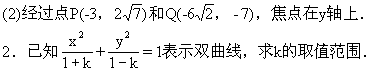 (2)经过点P(-3，2√7)和Q(-6√2，-7)，焦点在y轴上．
2．已知x²/(1+k)+y²/(1-k)=1表示双曲线，求k的取值范围．